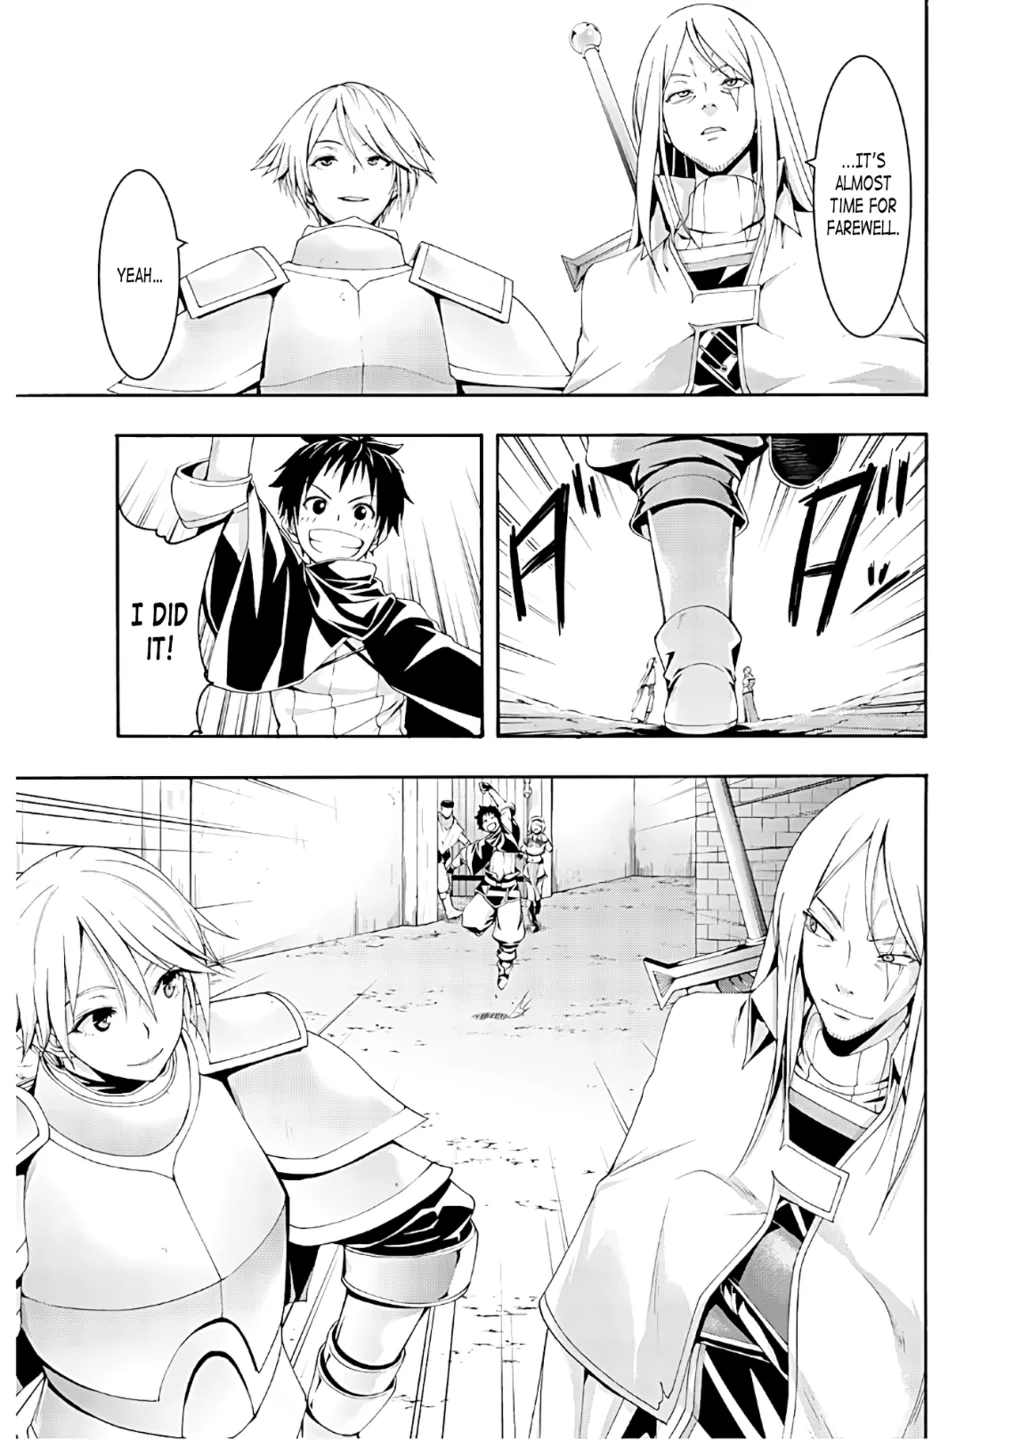 ...IT'S
ALMOST
TIME FOR
FAREWELL.
YEAH...
ダ゛
ダ゛
I DID
IT!